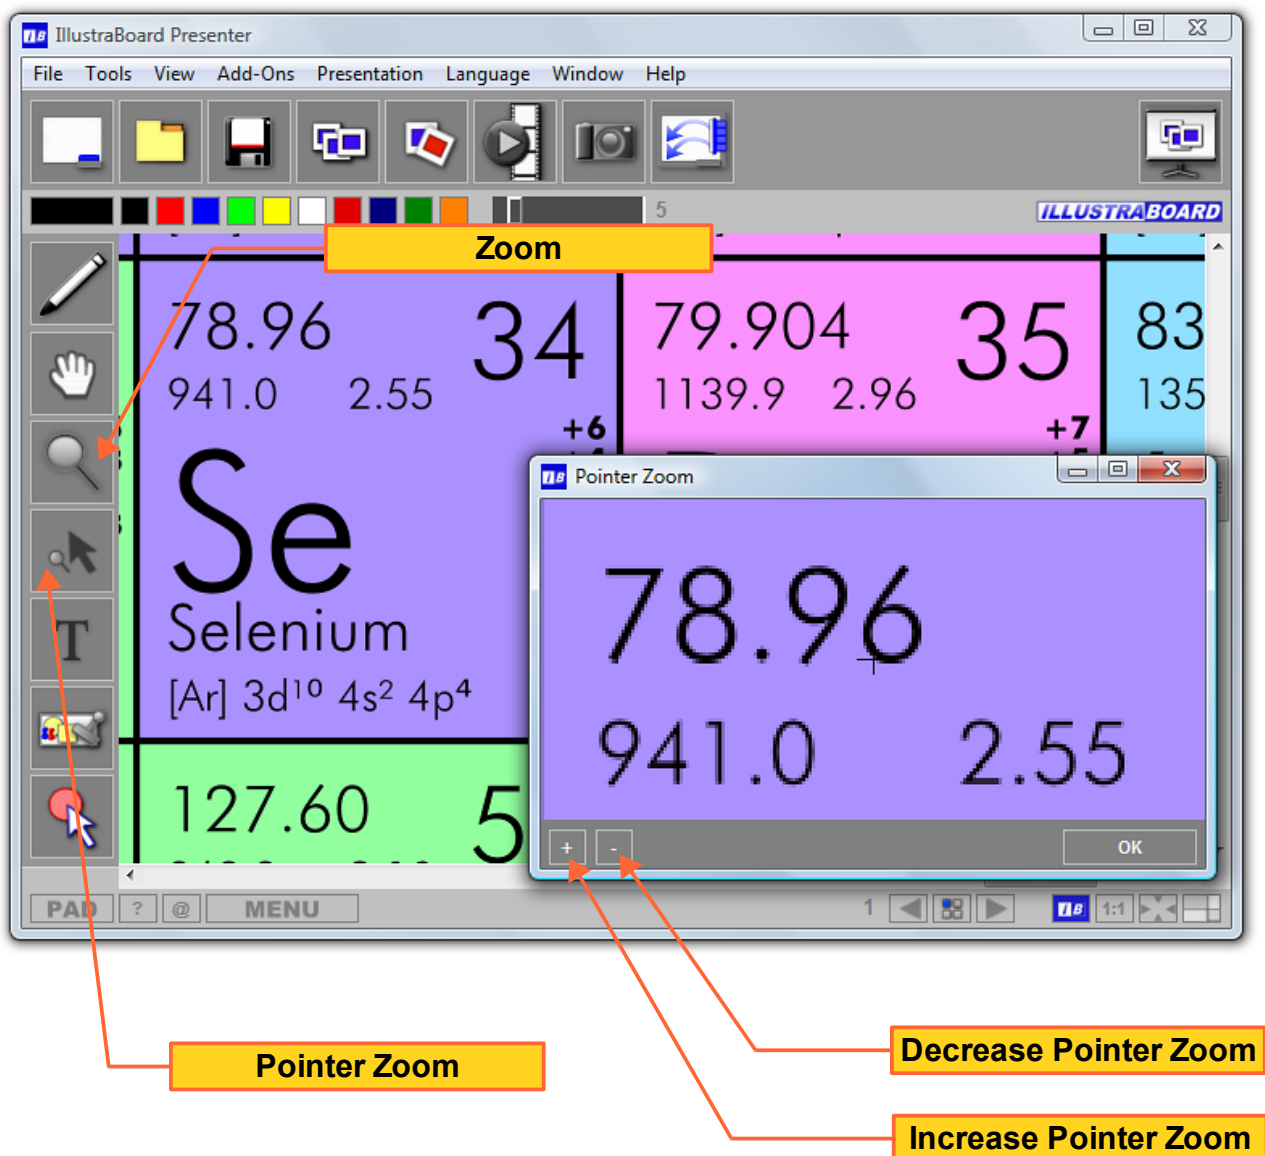 IB IllustraBoard Presenter
File Tools View Add-Ons Presentation Language Window Help
5
ILLUSTRABOARD
Zoom
78.96 34
941.0 2.55
+6
Se
Selenium
[Ar] 3d¹⁰ 4s² 4p⁴
79.904 35
1139.9 2.96
+7
83
135
127.60 5
T
IB Pointer Zoom
78.96
941.0 2.55
+ - OK
PAD ? @ MENU 1 IB 1:1
Pointer Zoom
Decrease Pointer Zoom
Increase Pointer Zoom